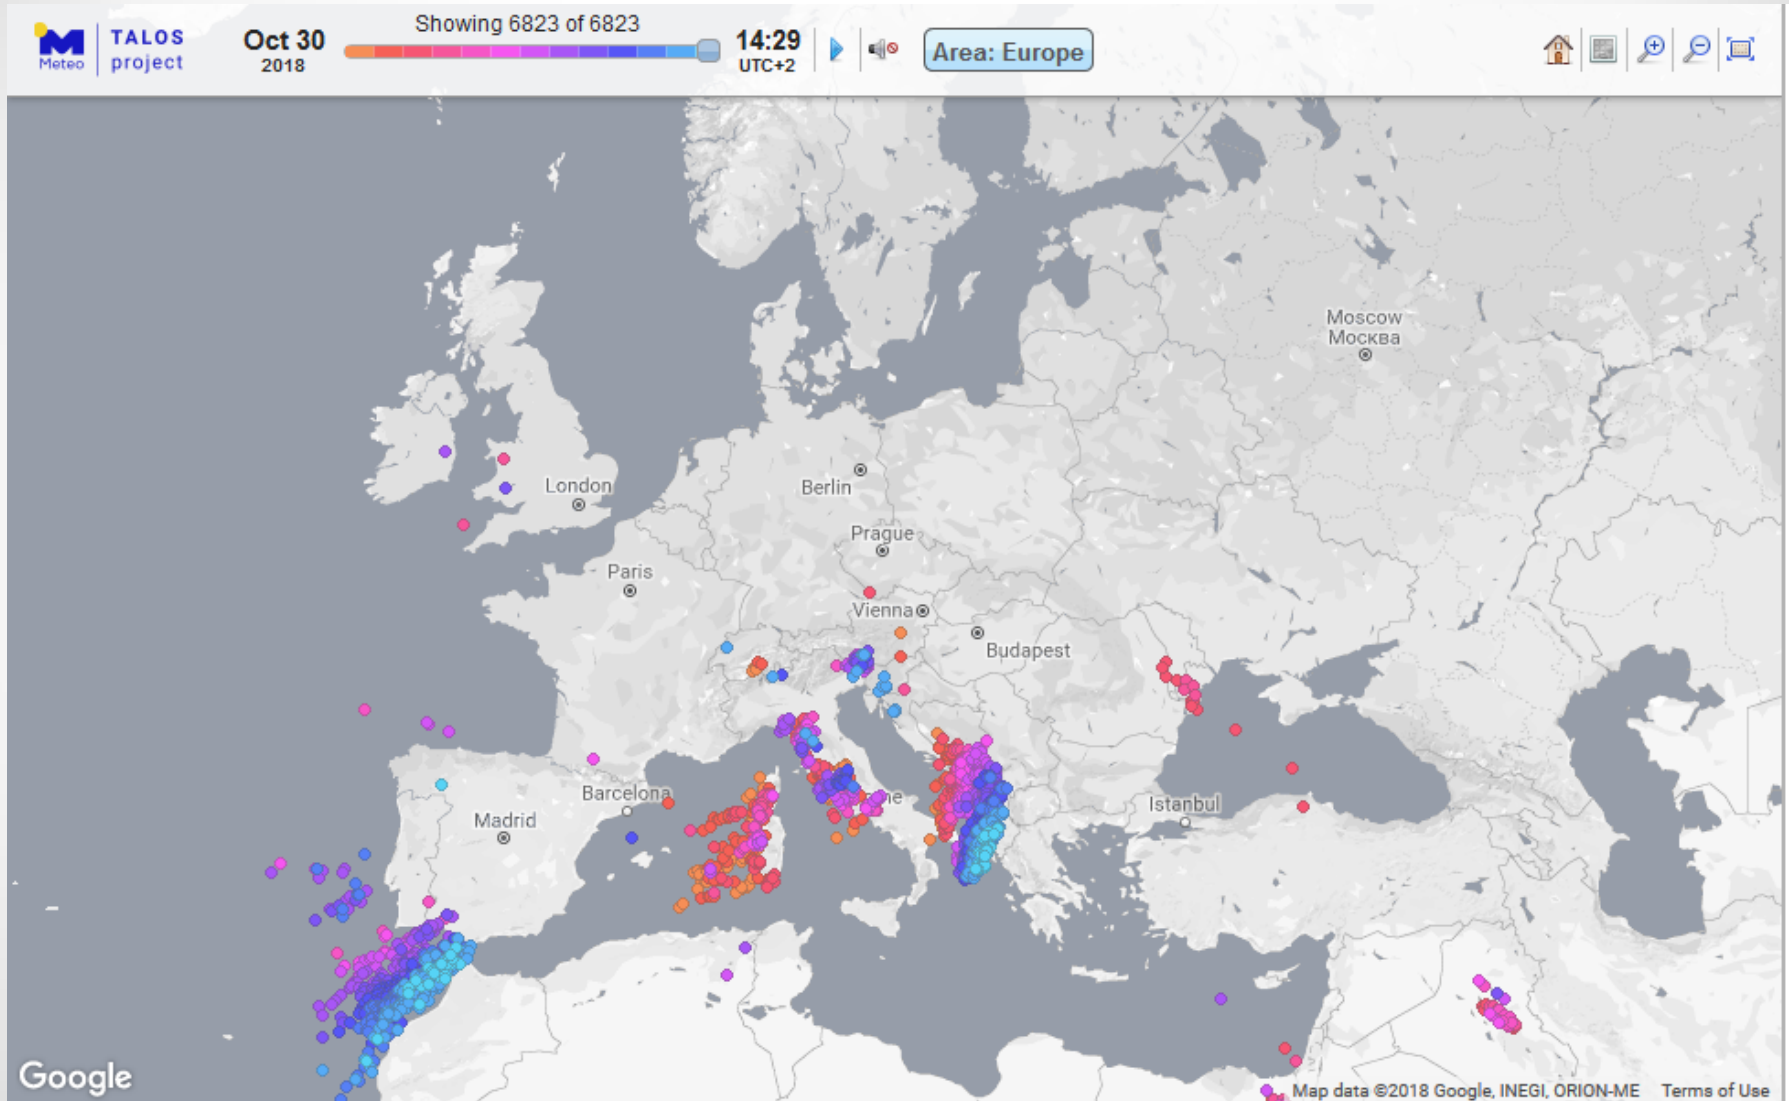 Showing 6823 of 6823
TALOS
project
Meteo
Oct 30
2018
14:29
UTC+2
Area: Europe
Moscow
Москва
London
Berlin
Prague
Paris
Vienna
Budapest
Barcelona
Madrid
Istanbul
Google
Map data ©2018 Google, INEGI, ORION-ME Terms of Use